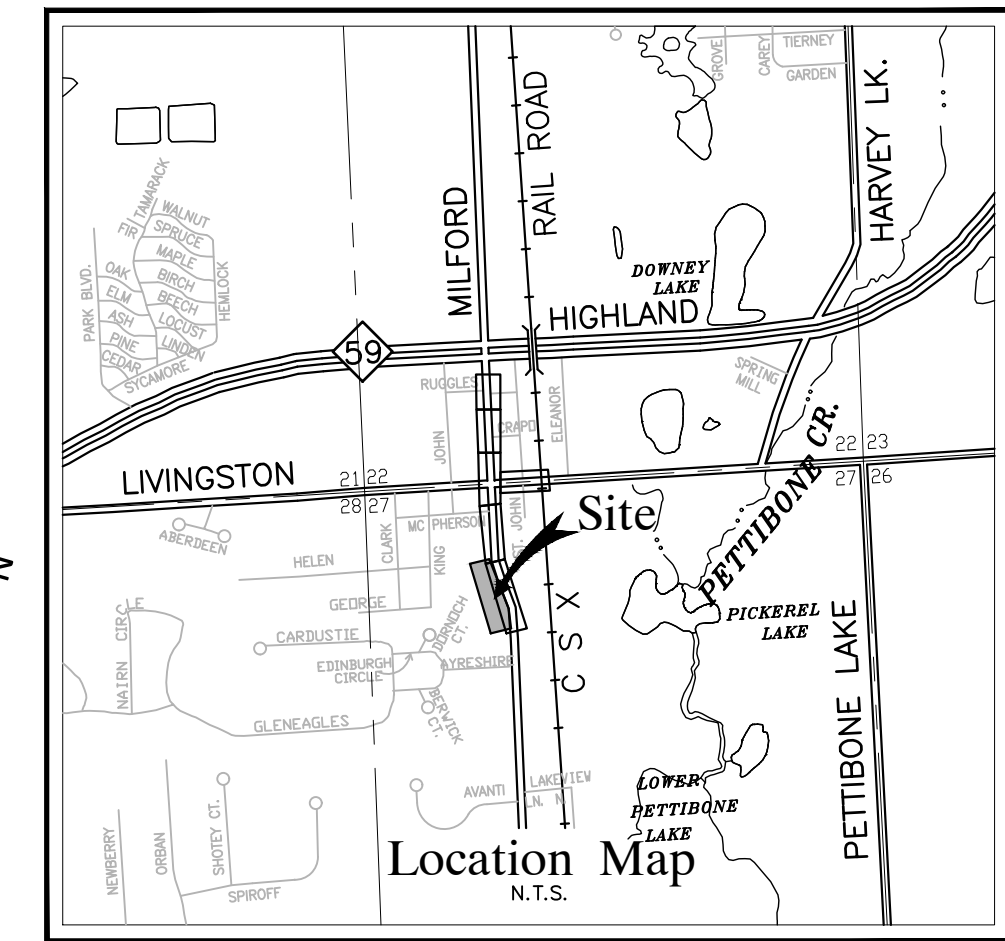 GROVE
CAREY
TIERNEY
GARDEN
HARVEY LK.
RAIL ROAD
MILFORD
TAMARACK
FIR
WALNUT
SPRUCE
MAPLE
BIRCH
BEECH
LOCUST
LINDEN
HEMLOCK
PARK BLVD.
OAK
ELM
ASH
PINE
CEDAR
SYCAMORE
DOWNEY
LAKE
HIGHLAND
59
RUGGLES
JOHN
CRAPO
ELEANOR
SPRING
MILL
PETTIBONE CR.
22 23
27 26
LIVINGSTON
21 22
28 27
ABERDEEN
CLARK
MC PHERSON
KING
ST. JOHN
Site
HELEN
GEORGE
CSX
N
NAIRN CIRCLE
CARDUSTIE
DORNOCH
CT.
EDINBURGH
CIRCLE
AYRESHIRE
BERWICK
CT.
GLENEAGLES
PICKEREL
LAKE
PETTIBONE LAKE
AVANTI
LAKEVIEW
LN. N
LOWER
PETTIBONE
LAKE
NEWBERRY
ORBAN
SHOTEY CT.
SPIROFF
Location Map
N.T.S.